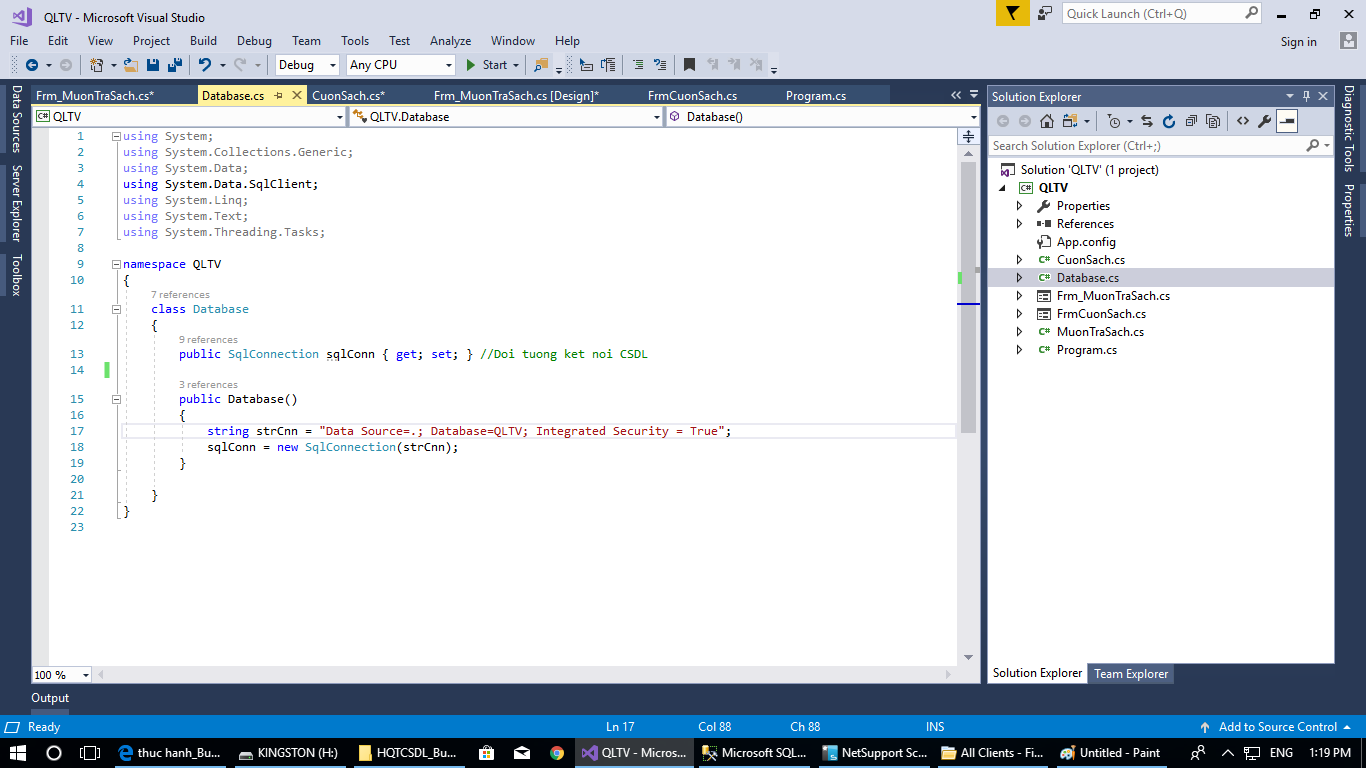 QLTV - Microsoft Visual Studio
Quick Launch (Ctrl+Q)
File Edit View Project Build Debug Team Tools Test Analyze Window Help
Sign in
Debug Any CPU Start
Data Sources
Server Explorer
Toolbox
Frm_MuonTraSach.cs* Database.cs CuonSach.cs* Frm_MuonTraSach.cs [Design]* FrmCuonSach.cs Program.cs
QLTV QLTV.Database Database()
1 using System;
2 using System.Collections.Generic;
3 using System.Data;
4 using System.Data.SqlClient;
5 using System.Linq;
6 using System.Text;
7 using System.Threading.Tasks;
8
9 namespace QLTV
10 {
7 references
11 class Database
12 {
9 references
13 public SqlConnection sqlConn { get; set; } //Doi tuong ket noi CSDL
14
3 references
15 public Database()
16 {
17 string strCnn = "Data Source=.; Database=QLTV; Integrated Security = True";
18 sqlConn = new SqlConnection(strCnn);
19 }
20
21 }
22 }
23
100 %
Solution Explorer
Search Solution Explorer (Ctrl+;)
Solution 'QLTV' (1 project)
QLTV
Properties
References
App.config
CuonSach.cs
Database.cs
Frm_MuonTraSach.cs
FrmCuonSach.cs
MuonTraSach.cs
Program.cs
Solution Explorer Team Explorer
Diagnostic Tools
Properties
Output
Ready Ln 17 Col 88 Ch 88 INS Add to Source Control
thuc hanh_Bu... KINGSTON (H:) HQTCSDL_Bu... QLTV - Micros... Microsoft SQL... NetSupport Sc... All Clients - Fi... Untitled - Paint ENG 1:19 PM